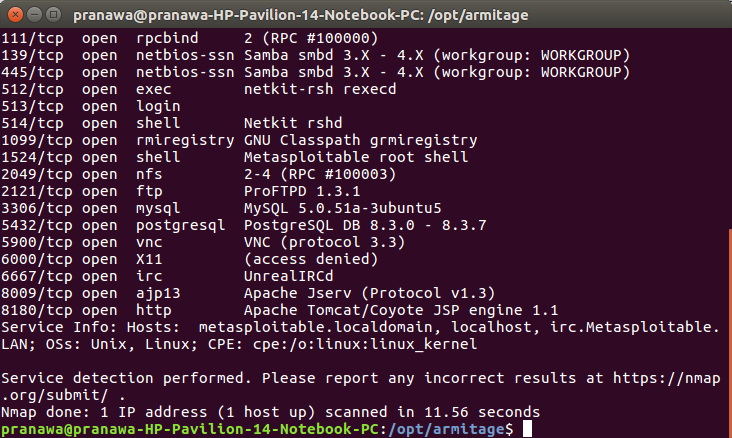 pranawa@pranawa-HP-Pavilion-14-Notebook-PC: /opt/armitage
111/tcp open rpcbind 2 (RPC #100000)
139/tcp open netbios-ssn Samba smbd 3.X - 4.X (workgroup: WORKGROUP)
445/tcp open netbios-ssn Samba smbd 3.X - 4.X (workgroup: WORKGROUP)
512/tcp open exec netkit-rsh rexecd
513/tcp open login
514/tcp open shell Netkit rshd
1099/tcp open rmiregistry GNU Classpath grmiregistry
1524/tcp open shell Metasploitable root shell
2049/tcp open nfs 2-4 (RPC #100003)
2121/tcp open ftp ProFTPD 1.3.1
3306/tcp open mysql MySQL 5.0.51a-3ubuntu5
5432/tcp open postgresql PostgreSQL DB 8.3.0 - 8.3.7
5900/tcp open vnc VNC (protocol 3.3)
6000/tcp open X11 (access denied)
6667/tcp open irc UnrealIRCd
8009/tcp open ajp13 Apache Jserv (Protocol v1.3)
8180/tcp open http Apache Tomcat/Coyote JSP engine 1.1
Service Info: Hosts:  metasploitable.localdomain, localhost, irc.Metasploitable.
LAN; OSs: Unix, Linux; CPE: cpe:/o:linux:linux_kernel
Service detection performed. Please report any incorrect results at https://nmap
.org/submit/ .
Nmap done: 1 IP address (1 host up) scanned in 11.56 seconds
pranawa@pranawa-HP-Pavilion-14-Notebook-PC:/opt/armitage$